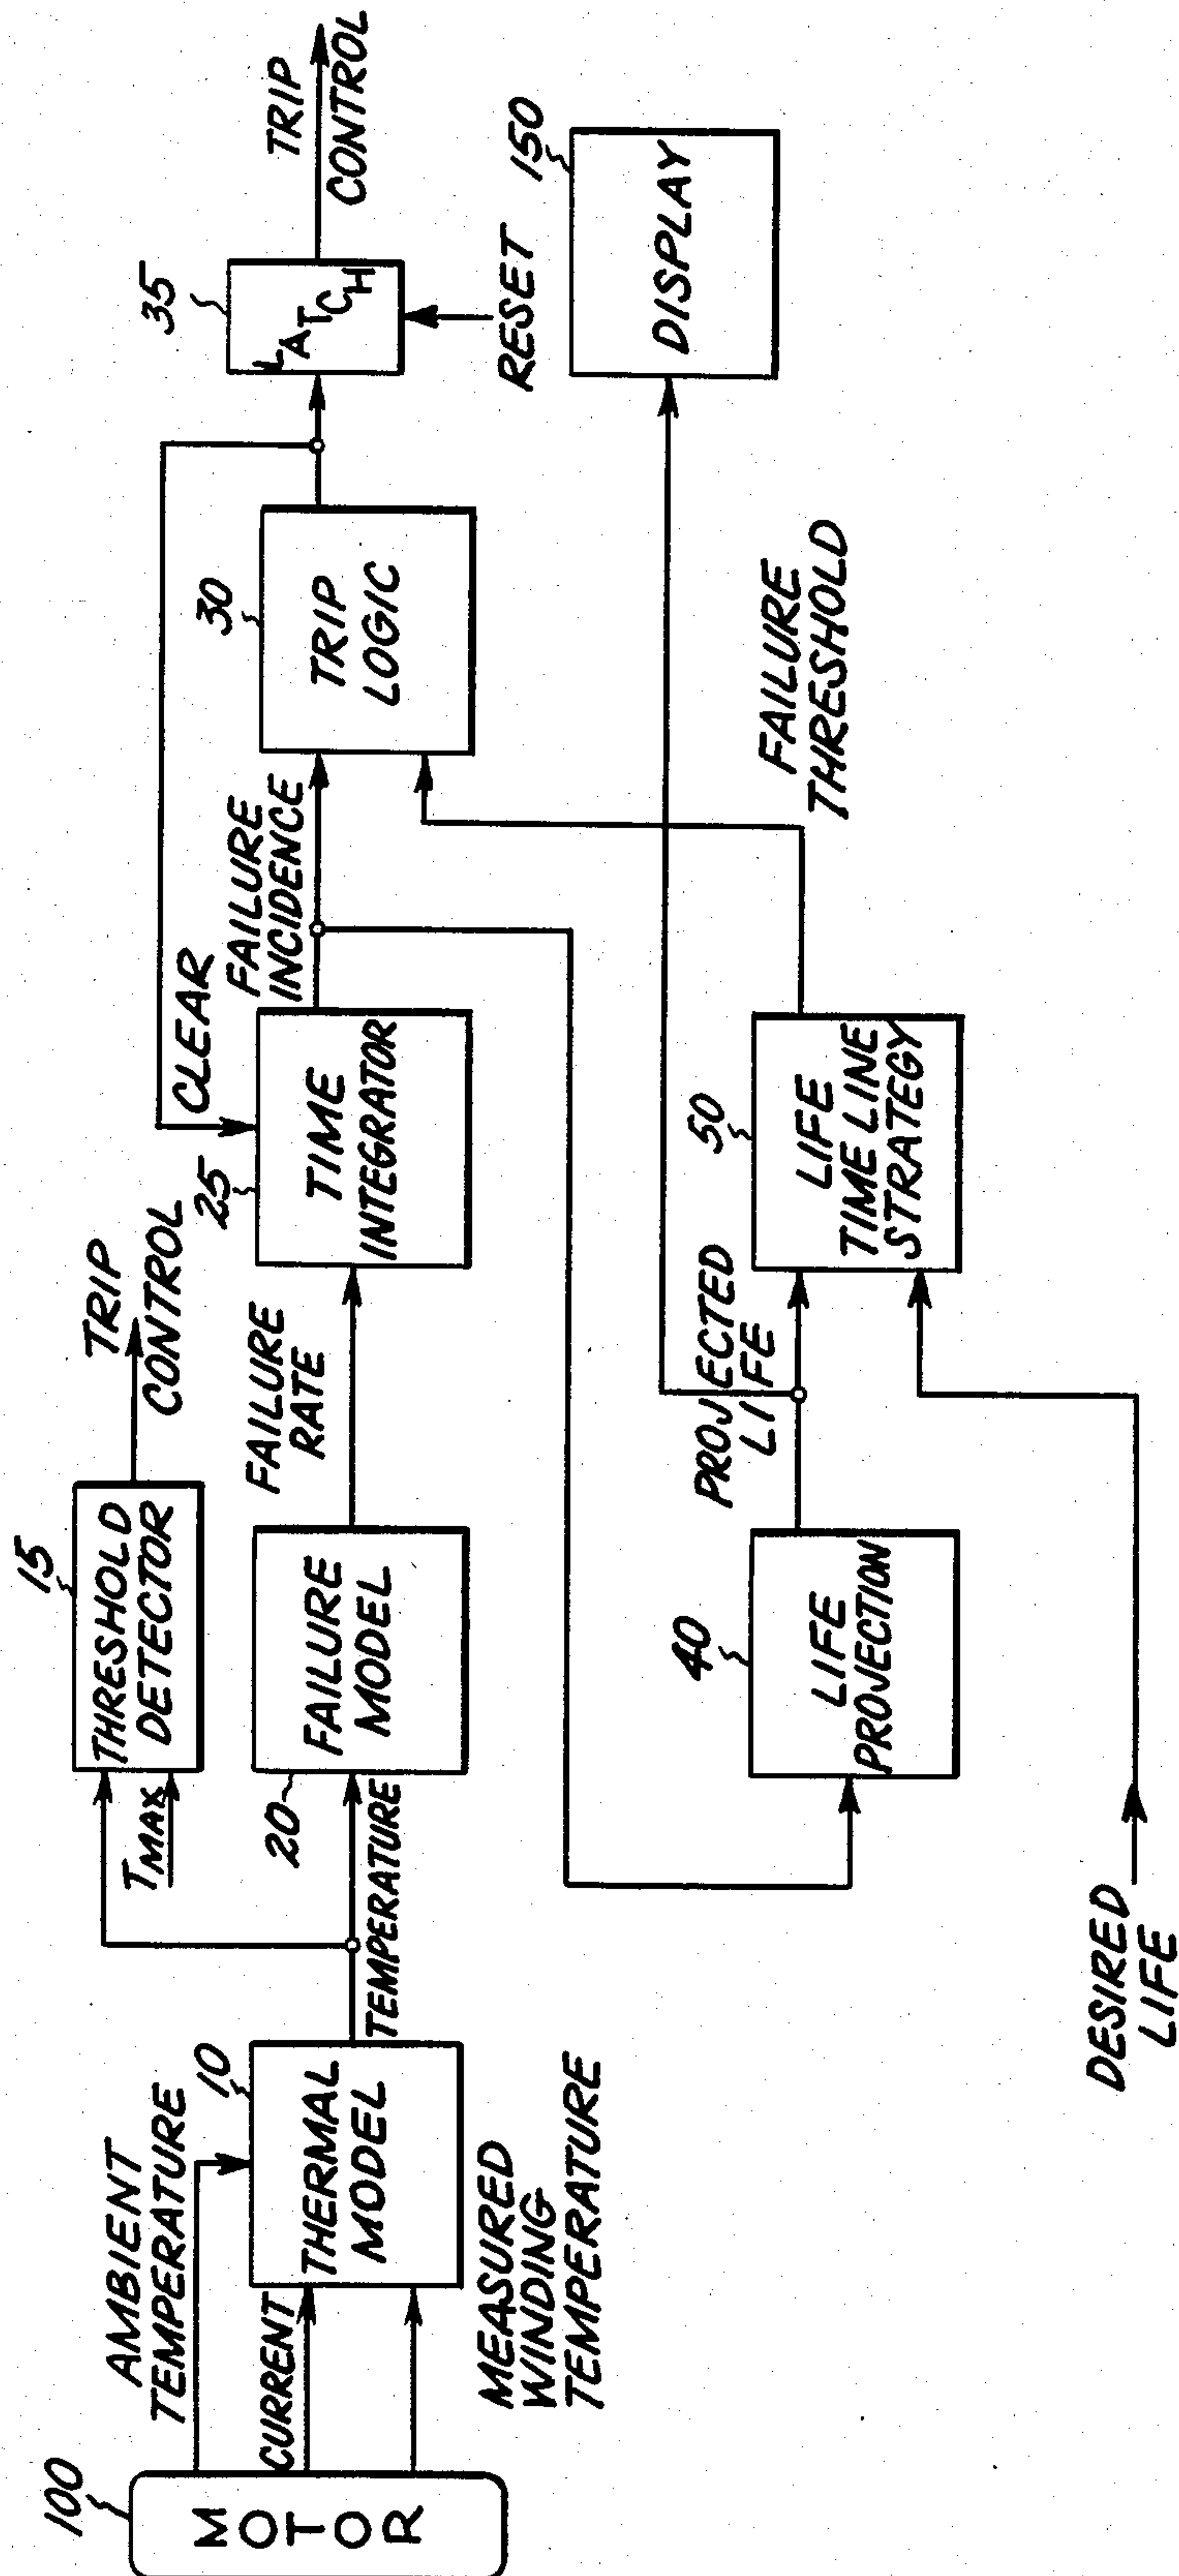 100
MOTOR
AMBIENT
TEMPERATURE
CURRENT
MEASURED
WINDING
TEMPERATURE
10
THERMAL
MODEL
TEMPERATURE
TMAX
15
THRESHOLD
DETECTOR
TRIP
CONTROL
20
FAILURE
MODEL
FAILURE
RATE
25
CLEAR
TIME
INTEGRATOR
FAILURE
INCIDENCE
30
TRIP
LOGIC
35
LATCH
RESET
TRIP
CONTROL
40
LIFE
PROJECTION
PROJECTED
LIFE
50
LIFE
TIME LINE
STRATEGY
FAILURE
THRESHOLD
150
DISPLAY
DESIRED
LIFE